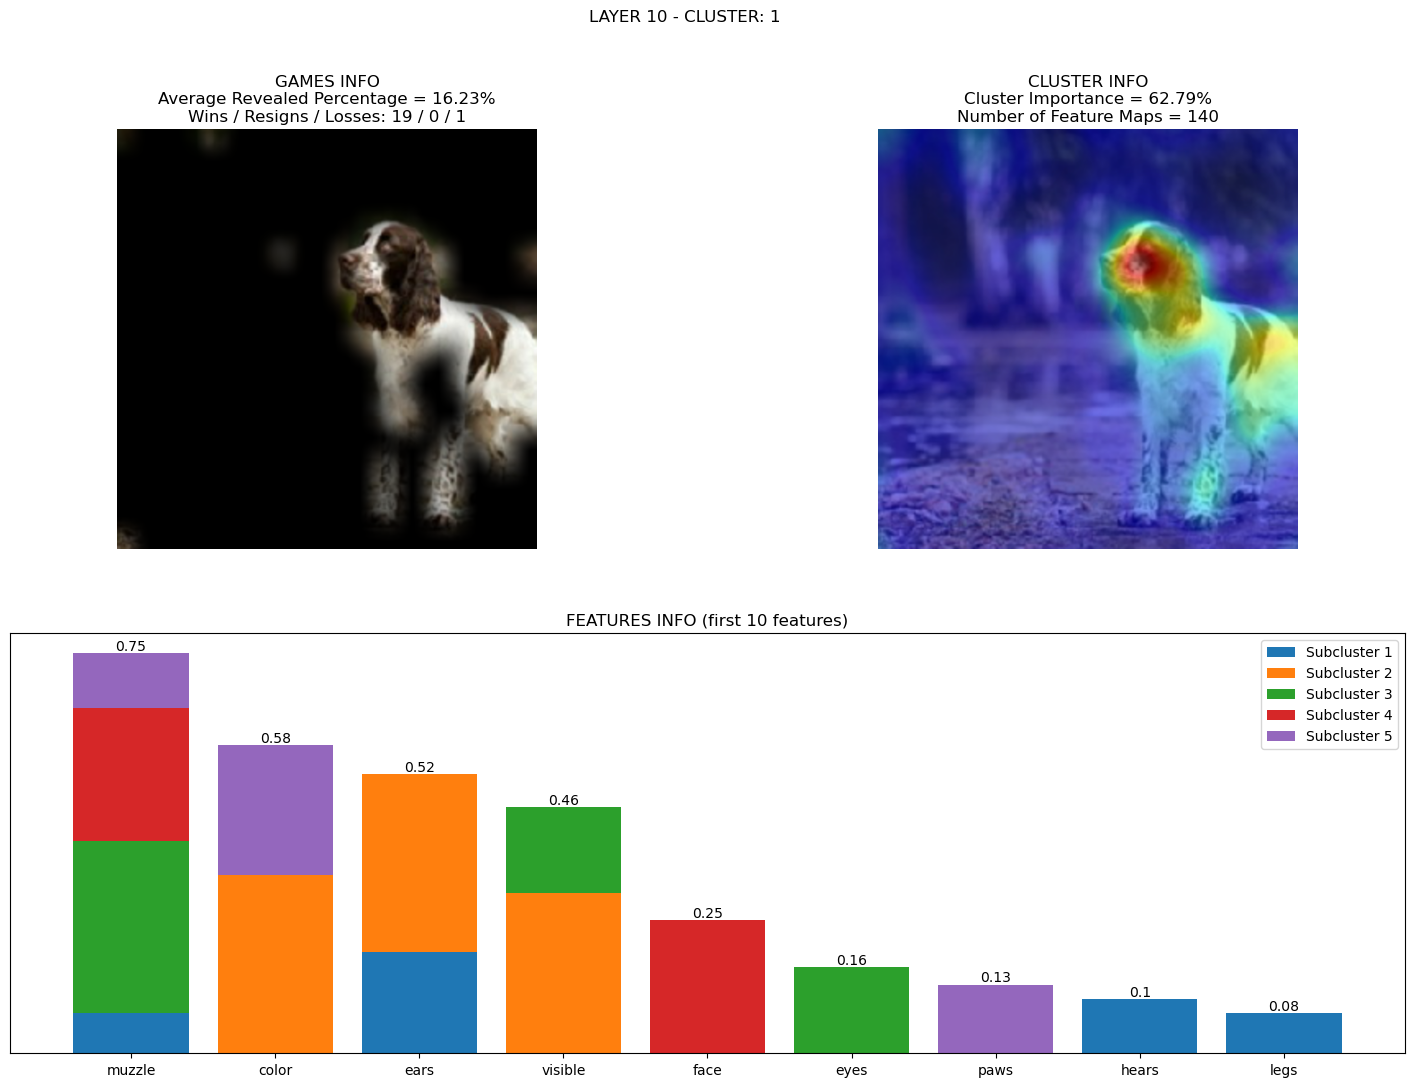 LAYER 10 - CLUSTER: 1
GAMES INFO
Average Revealed Percentage = 16.23%
Wins / Resigns / Losses: 19 / 0 / 1
CLUSTER INFO
Cluster Importance = 62.79%
Number of Feature Maps = 140
FEATURES INFO (first 10 features)
0.75
0.58
0.52
0.46
0.25
0.16
0.13
0.1
0.08
Subcluster 1
Subcluster 2
Subcluster 3
Subcluster 4
Subcluster 5
muzzle
color
ears
visible
face
eyes
paws
hears
legs